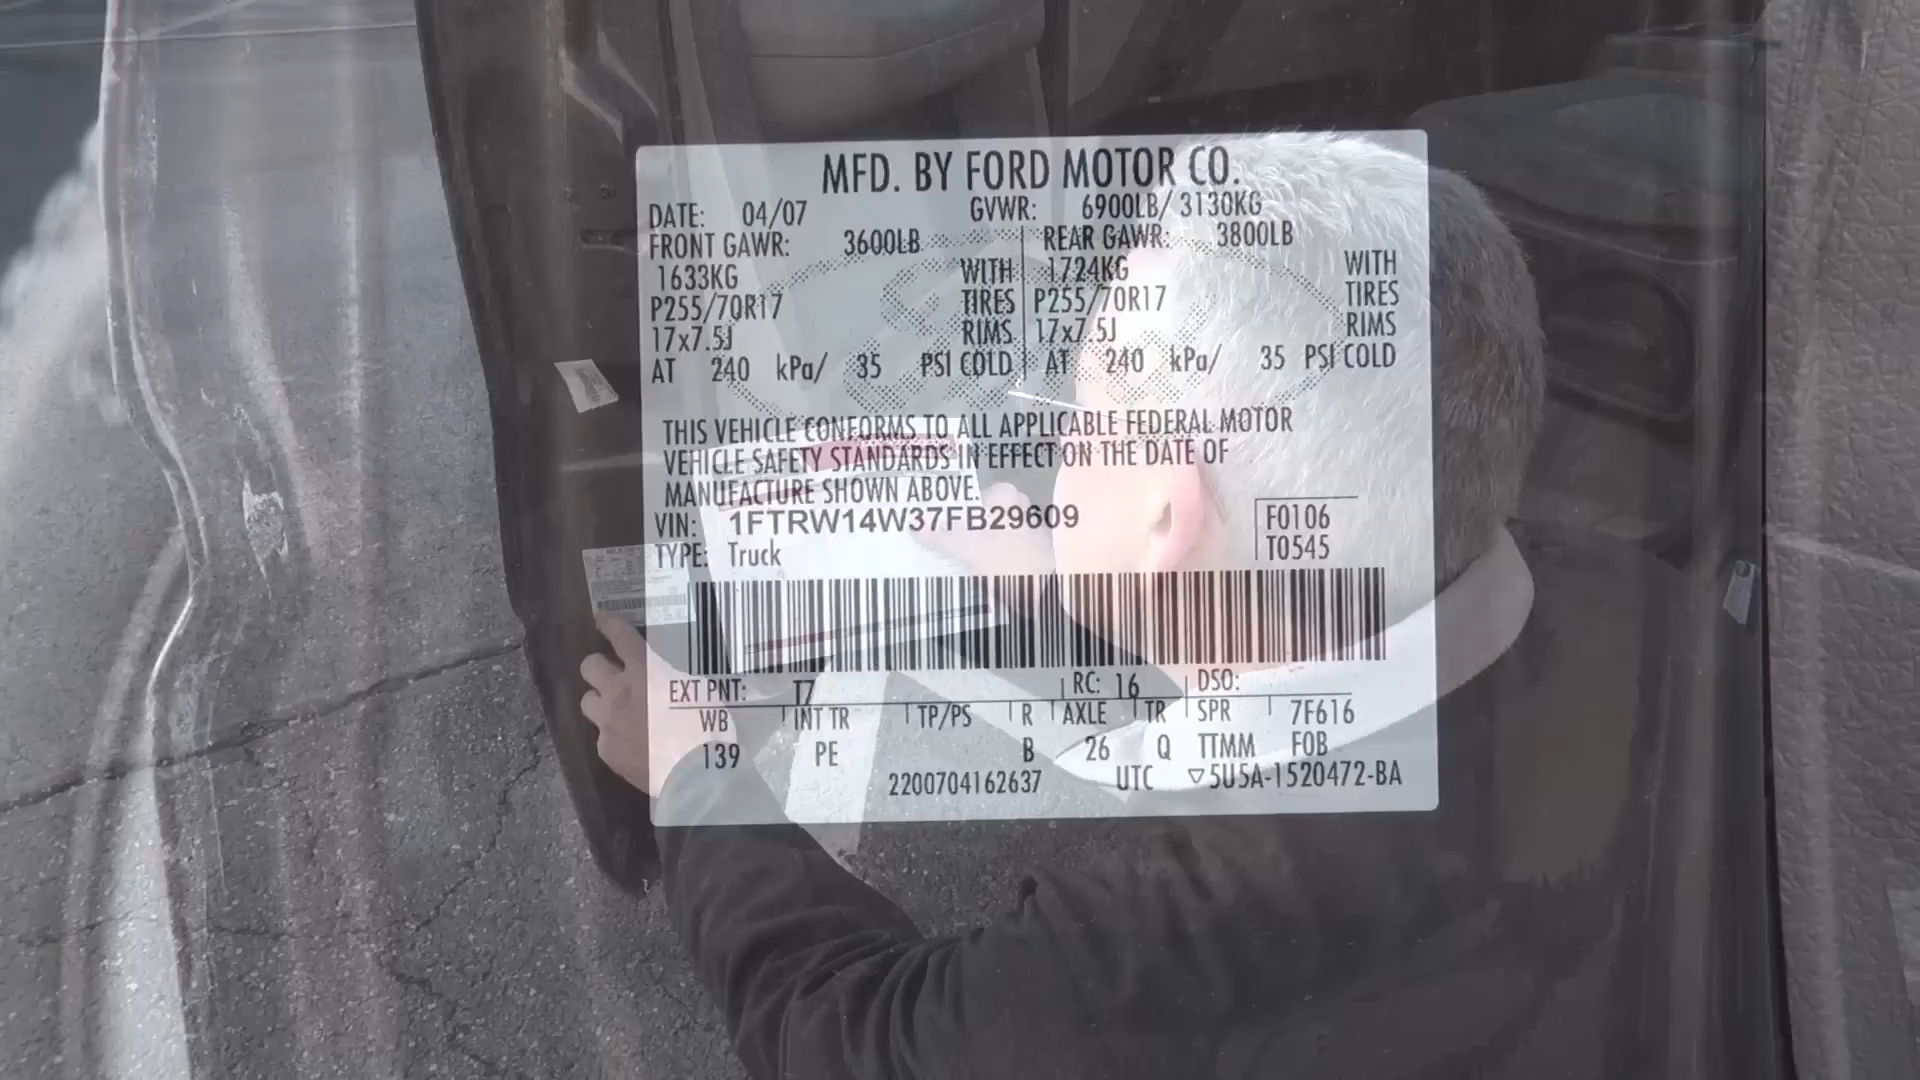 MFD. BY FORD MOTOR CO.
DATE: 04/07 GVWR: 6900LB/ 3130KG
FRONT GAWR: 3600LB REAR GAWR: 3800LB
1633KG WITH 1724KG WITH
P255/70R17 TIRES P255/70R17 TIRES
17x7.5J RIMS 17x7.5J RIMS
AT 240 kPa/ 35 PSI COLD AT 240 kPa/ 35 PSI COLD
THIS VEHICLE CONFORMS TO ALL APPLICABLE FEDERAL MOTOR
VEHICLE SAFETY STANDARDS IN EFFECT ON THE DATE OF
MANUFACTURE SHOWN ABOVE.
VIN: 1FTRW14W37FB29609 F0106
TYPE: Truck T0545
EXT PNT: T7 RC: 16 DSO:
WB INT TR TP/PS R AXLE TR SPR 7F616
139 PE B 26 Q TTMM FOB
2200704162637 UTC ▽5U5A-1520472-BA